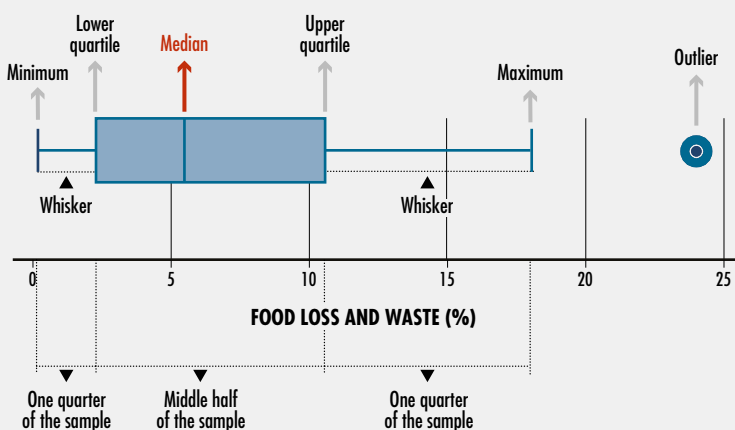 Minimum
Lower
quartile
Median
Upper
quartile
Maximum
Outlier
Whisker
Whisker
0
5
10
15
20
25
FOOD LOSS AND WASTE (%)
One quarter
of the sample
Middle half
of the sample
One quarter
of the sample